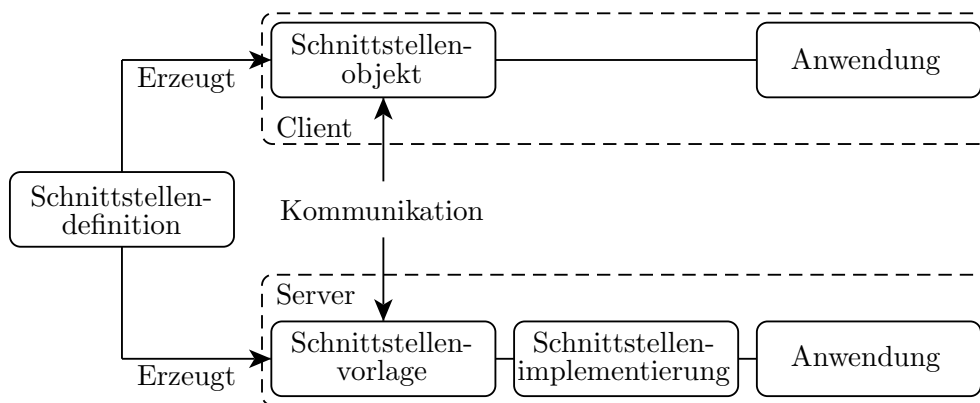 Schnittstellen-
objekt
Anwendung
Erzeugt
Client
Schnittstellen-
definition
Kommunikation
Server
Schnittstellen-
vorlage
Schnittstellen-
implementierung
Anwendung
Erzeugt